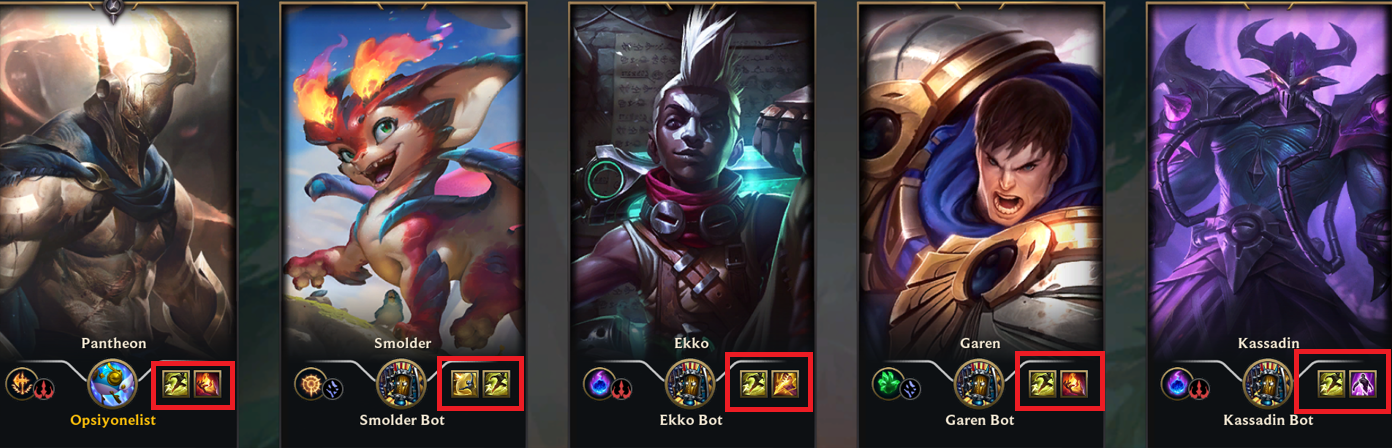 Pantheon
Opsiyonelist
Smolder
Smolder Bot
Ekko
Ekko Bot
Garen
Garen Bot
Kassadin
Kassadin Bot